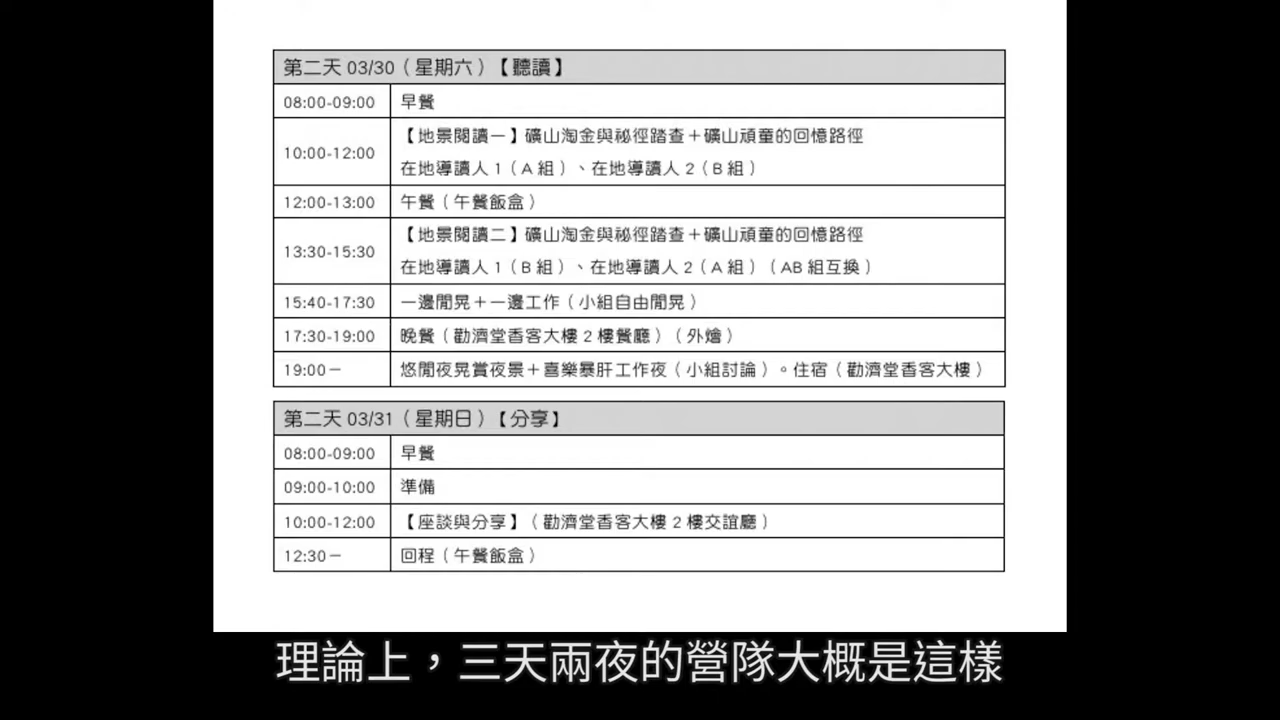 第二天 03/30（星期六）【聽讀】
08:00-09:00 早餐
10:00-12:00 【地景閱讀一】礦山淘金與祕徑踏查＋礦山頑童的回憶路徑
在地導讀人 1（A 組）、在地導讀人 2（B 組）
12:00-13:00 午餐（午餐飯盒）
13:30-15:30 【地景閱讀二】礦山淘金與祕徑踏查＋礦山頑童的回憶路徑
在地導讀人 1（B 組）、在地導讀人 2（A 組）（AB 組互換）
15:40-17:30 一邊閒晃＋一邊工作（小組自由閒晃）
17:30-19:00 晚餐（勸濟堂香客大樓 2 樓餐廳）（外燴）
19:00－ 悠閒夜晃賞夜景＋喜樂暴肝工作夜（小組討論）。住宿（勸濟堂香客大樓）
第二天 03/31（星期日）【分享】
08:00-09:00 早餐
09:00-10:00 準備
10:00-12:00 【座談與分享】（勸濟堂香客大樓 2 樓交誼廳）
12:30－ 回程（午餐飯盒）
理論上，三天兩夜的營隊大概是這樣